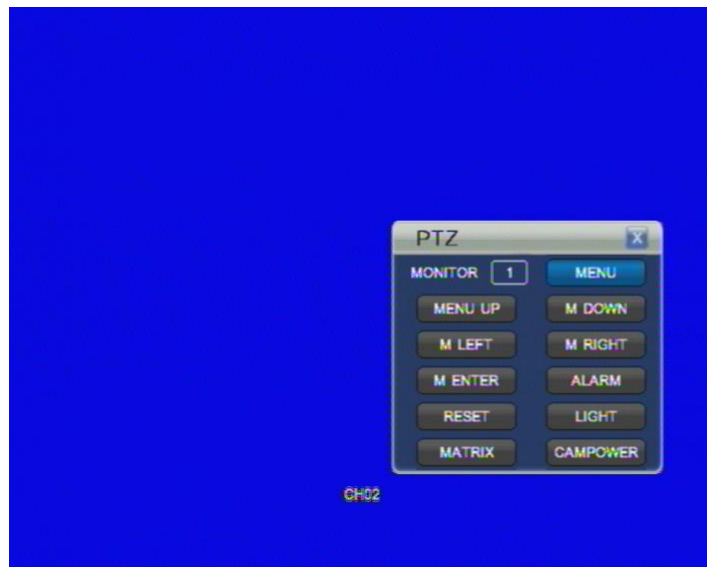 PTZ X
MONITOR 1 MENU
MENU UP M DOWN
M LEFT M RIGHT
M ENTER ALARM
RESET LIGHT
MATRIX CAMPOWER
CH02